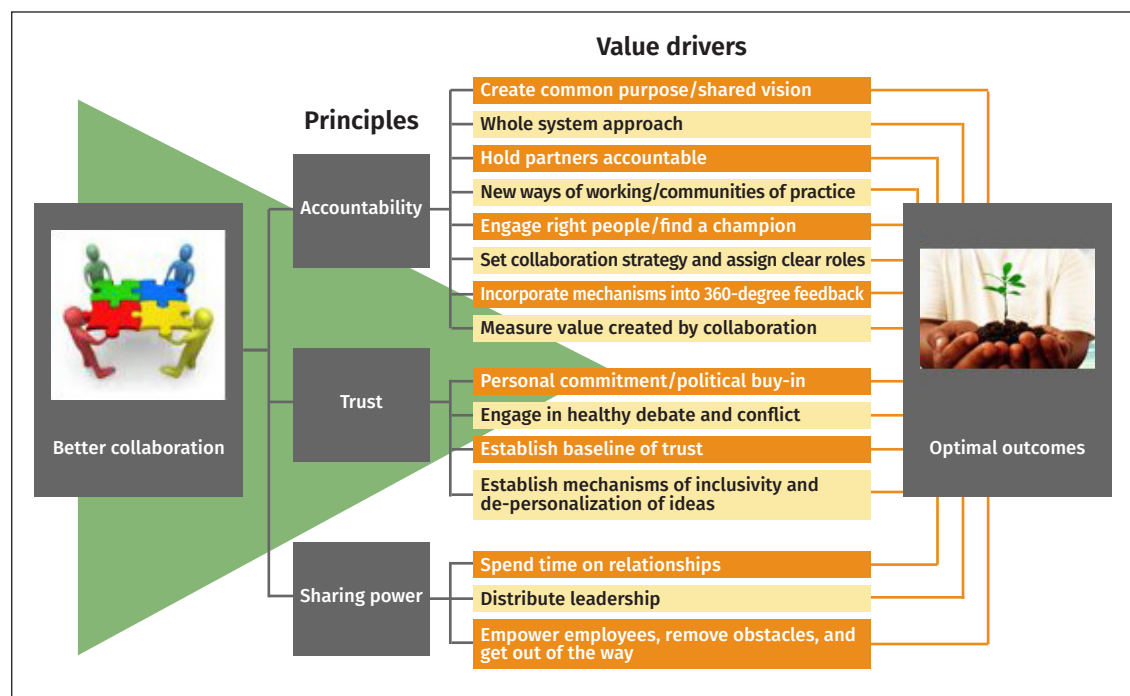 Value drivers
Principles
Create common purpose/shared vision
Whole system approach
Hold partners accountable
New ways of working/communities of practice
Engage right people/find a champion
Set collaboration strategy and assign clear roles
Incorporate mechanisms into 360-degree feedback
Measure value created by collaboration
Accountability
Personal commitment/political buy-in
Engage in healthy debate and conflict
Establish baseline of trust
Establish mechanisms of inclusivity and
de-personalization of ideas
Trust
Spend time on relationships
Distribute leadership
Empower employees, remove obstacles, and
get out of the way
Sharing power
Better collaboration
Optimal outcomes